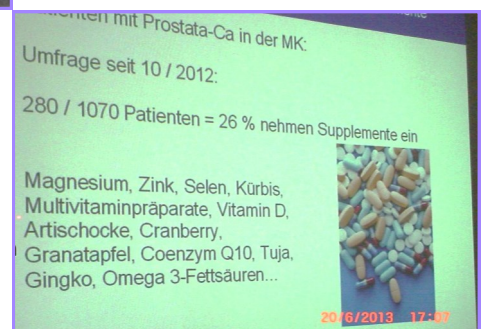 mit Prostata-Ca in der MK:
Umfrage seit 10 / 2012:
280 / 1070 Patienten = 26 % nehmen Supplemente ein
Magnesium, Zink, Selen, Kürbis,
Multivitaminpräparate, Vitamin D,
Artischocke, Cranberry,
Granatapfel, Coenzym Q10, Tuja,
Gingko, Omega 3-Fettsäuren...
20/6/2013 17:07